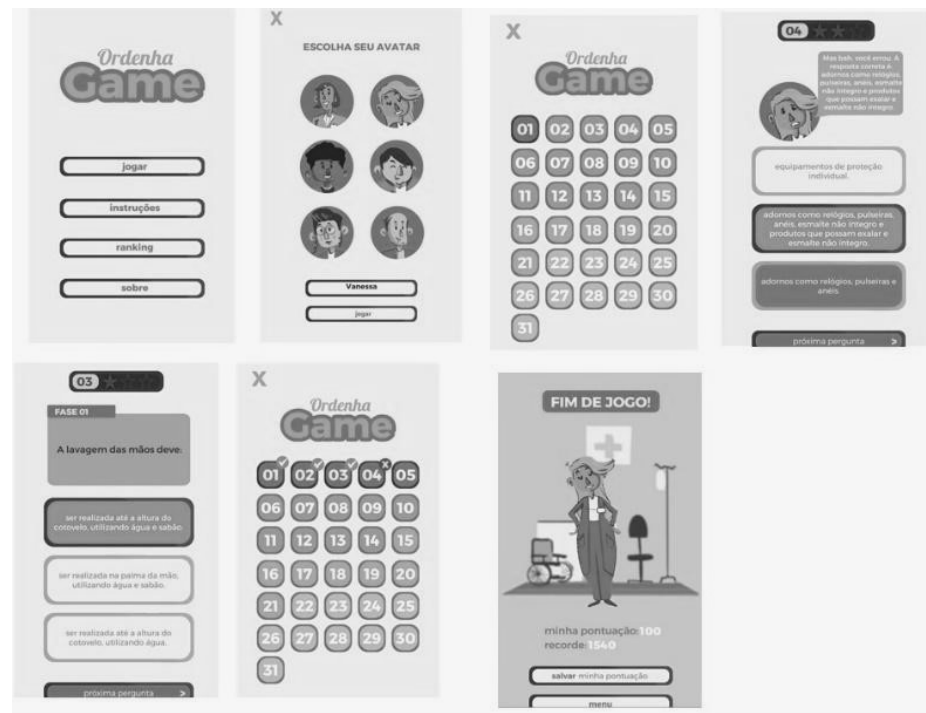 Ordenha
Game
jogar
instruções
ranking
sobre
X
ESCOLHA SEU AVATAR
Vanessa
jogar
X
Ordenha
Game
01 02 03 04 05
06 07 08 09 10
11 12 13 14 15
16 17 18 19 20
21 22 23 24 25
26 27 28 29 30
31
04
Mas bah, você errou. A
resposta correta é
adornos como relógios,
pulseiras, anéis, esmalte
não íntegro e produtos
que possam exalar e
esmalte não íntegro.
equipamentos de proteção
individual.
adornos como relógios, pulseiras,
anéis, esmalte não íntegro e
produtos que possam exalar e
esmalte não íntegro.
adornos como relógios, pulseiras e
anéis.
próxima pergunta >
03
FASE 01
A lavagem das mãos deve:
ser realizada até a altura do
cotovelo, utilizando água e sabão.
ser realizada na palma da mão,
utilizando água e sabão.
ser realizada até a altura do
cotovelo, utilizando água.
próxima pergunta >
X
Ordenha
Game
01 02 03 04 05
06 07 08 09 10
11 12 13 14 15
16 17 18 19 20
21 22 23 24 25
26 27 28 29 30
31
FIM DE JOGO!
minha pontuação: 100
recorde: 1540
salvar minha pontuação
menu